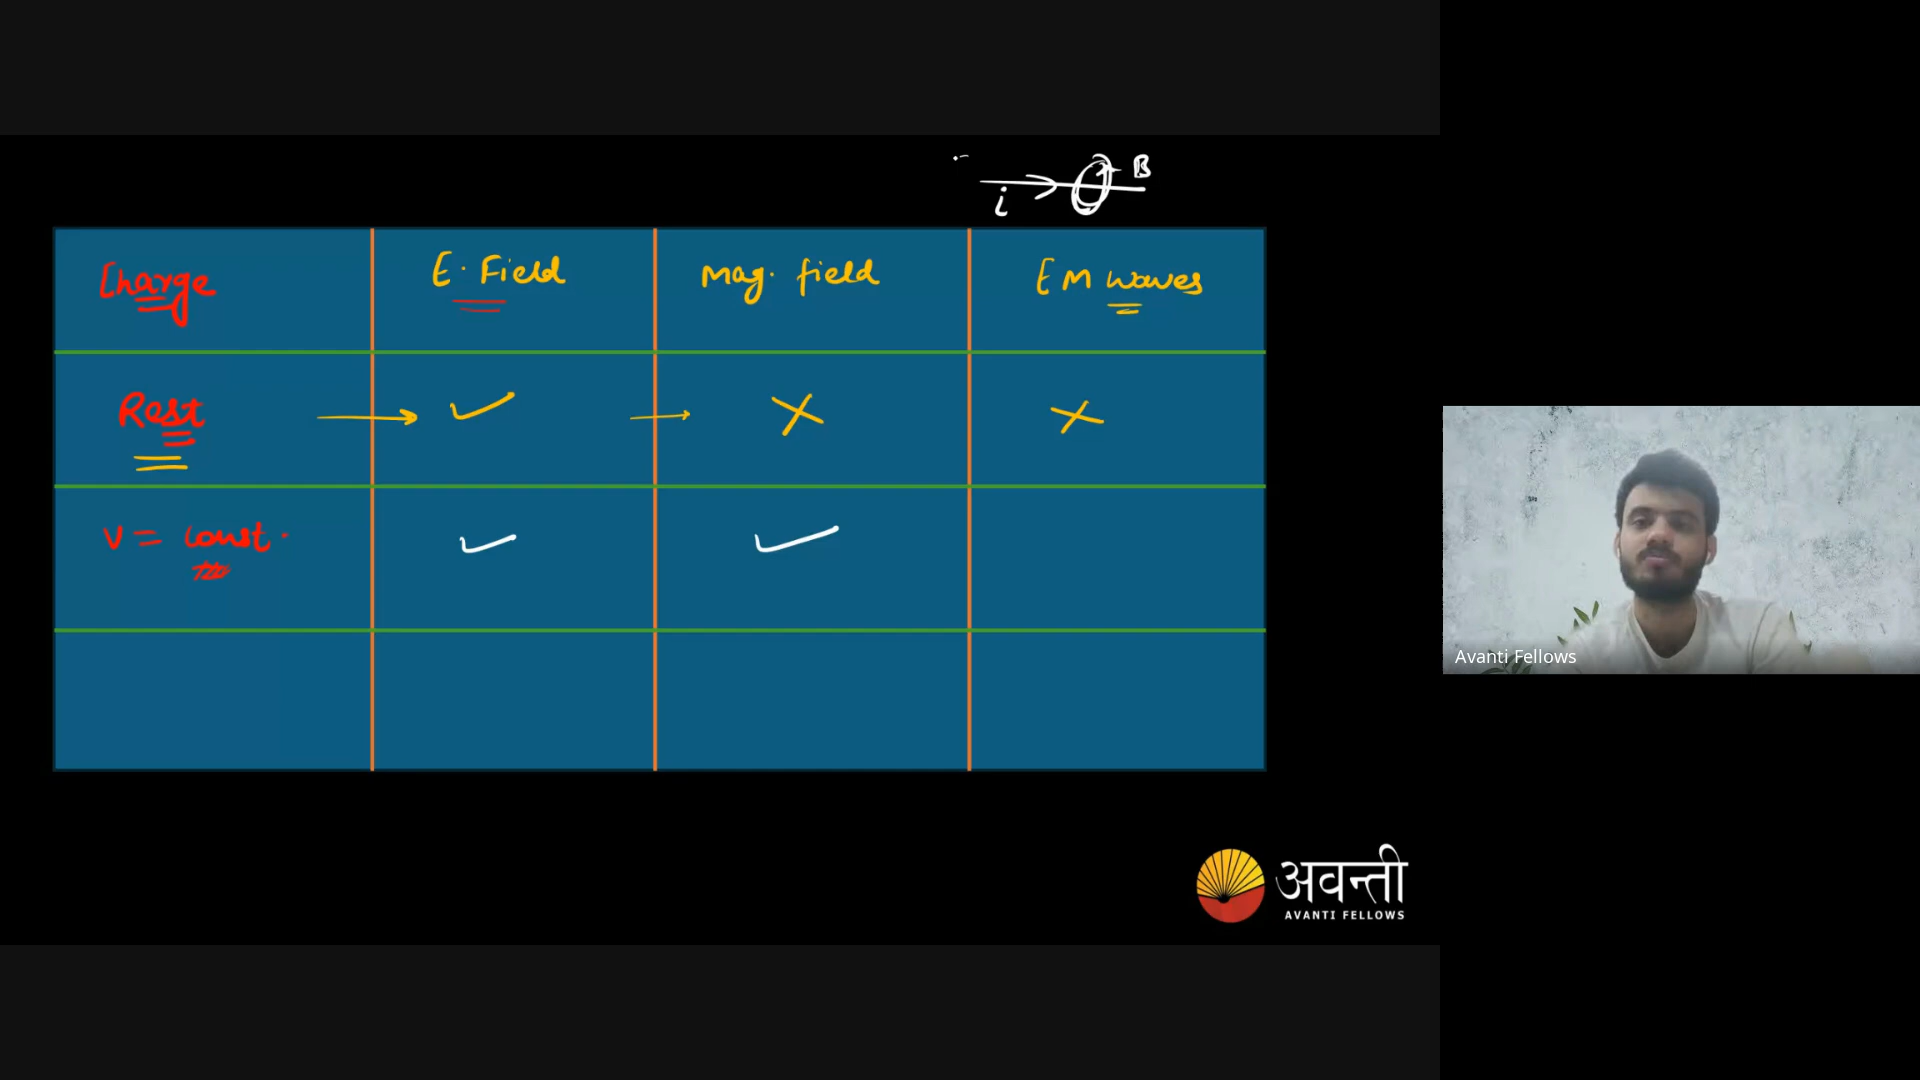 i B
Charge E. Field Mag. field EM waves
Rest
V = const.
Avanti Fellows
अवन्ती
AVANTI FELLOWS